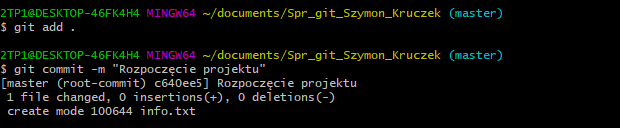 2TP1@DESKTOP-46FK4H4 MINGW64 ~/documents/Spr_git_Szymon_Kruczek (master)
$ git add .
2TP1@DESKTOP-46FK4H4 MINGW64 ~/documents/Spr_git_Szymon_Kruczek (master)
$ git commit -m "Rozpoczęcie projektu"
[master (root-commit) c640ee5] Rozpoczęcie projektu
 1 file changed, 0 insertions(+), 0 deletions(-)
 create mode 100644 info.txt